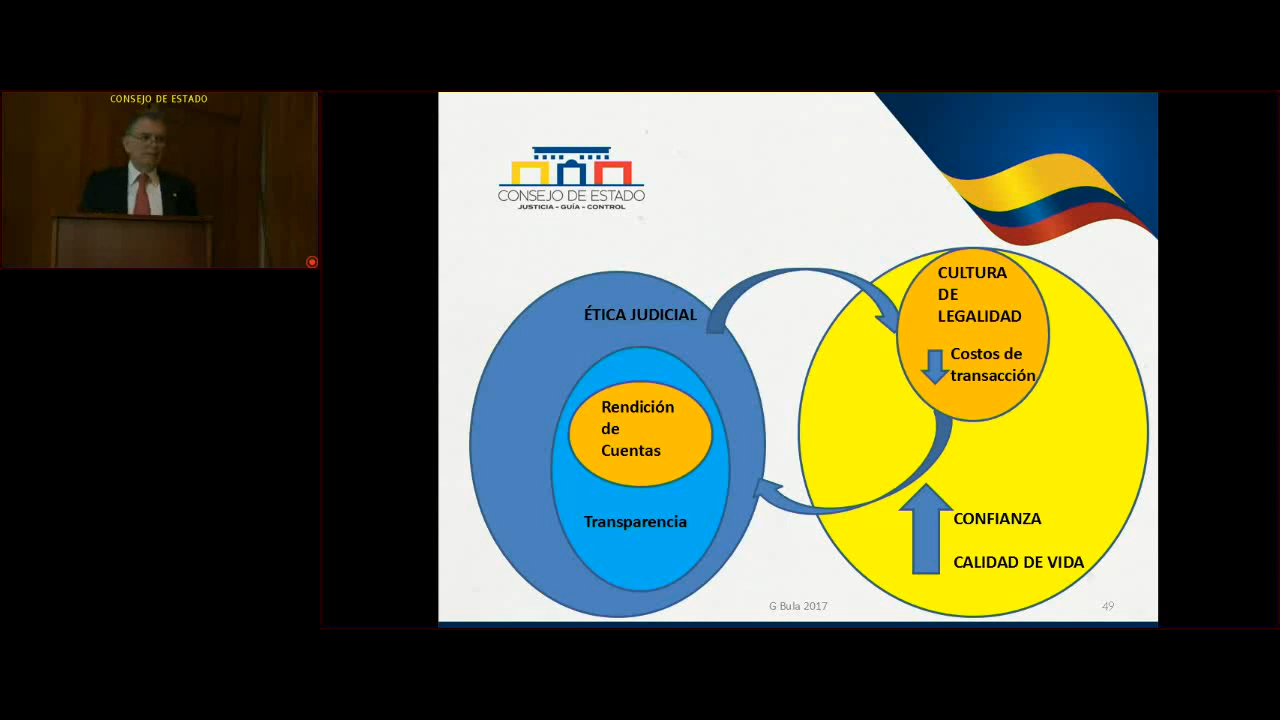 CONSEJO DE ESTADO
CONSEJO DE ESTADO
JUSTICIA - GUÍA - CONTROL
ÉTICA JUDICIAL
Rendición
de
Cuentas
Transparencia
CULTURA
DE
LEGALIDAD
Costos de
transacción
CONFIANZA
CALIDAD DE VIDA
G Bula 2017
49